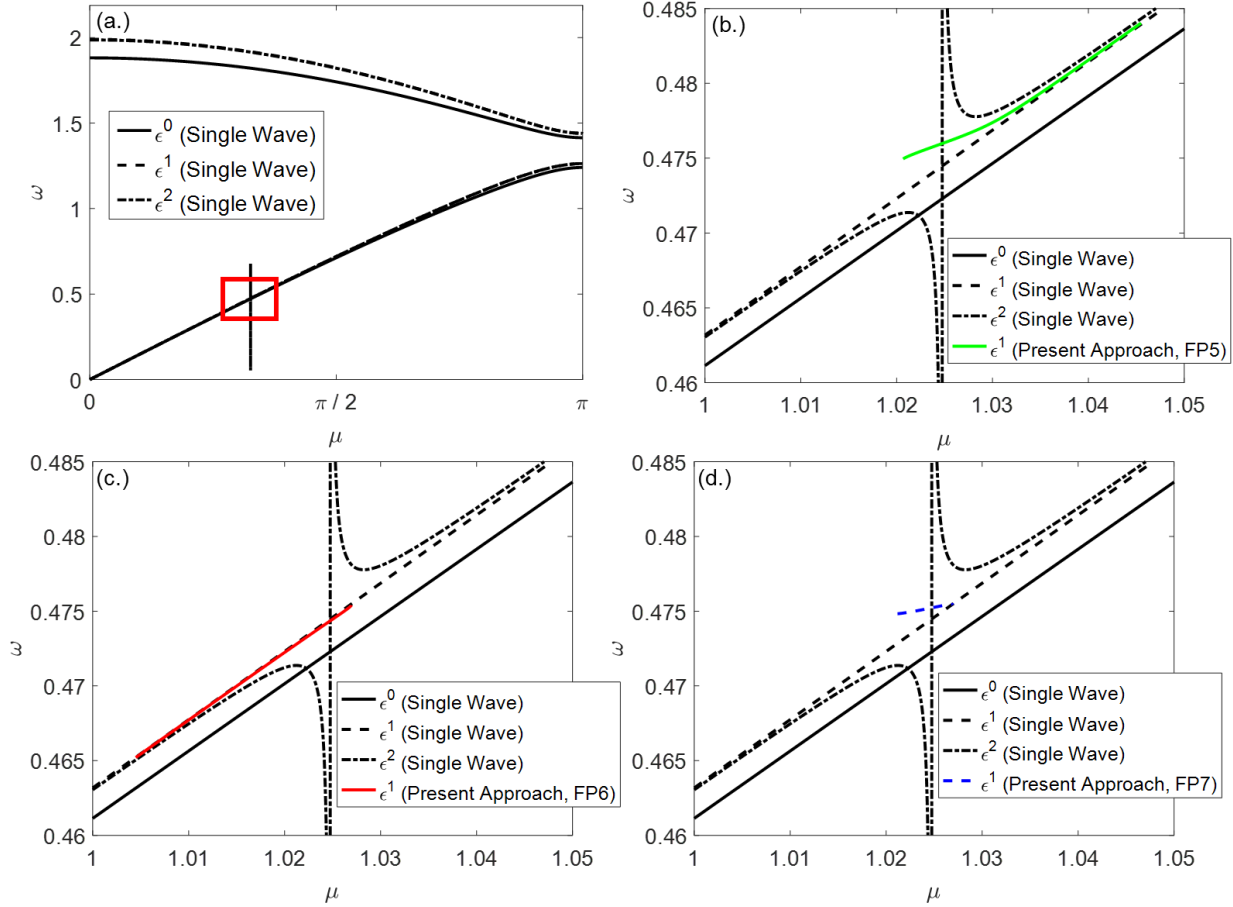 (a.)
2
1.5
1
0.5
0
ω
0
π / 2
π
μ
ϵ0 (Single Wave)
ϵ1 (Single Wave)
ϵ2 (Single Wave)
(b.)
0.485
0.48
0.475
0.47
0.465
0.46
ω
1
1.01
1.02
1.03
1.04
1.05
μ
ϵ0 (Single Wave)
ϵ1 (Single Wave)
ϵ2 (Single Wave)
ϵ1 (Present Approach, FP5)
(c.)
0.485
0.48
0.475
0.47
0.465
0.46
ω
1
1.01
1.02
1.03
1.04
1.05
μ
ϵ0 (Single Wave)
ϵ1 (Single Wave)
ϵ2 (Single Wave)
ϵ1 (Present Approach, FP6)
(d.)
0.485
0.48
0.475
0.47
0.465
0.46
ω
1
1.01
1.02
1.03
1.04
1.05
μ
ϵ0 (Single Wave)
ϵ1 (Single Wave)
ϵ2 (Single Wave)
ϵ1 (Present Approach, FP7)